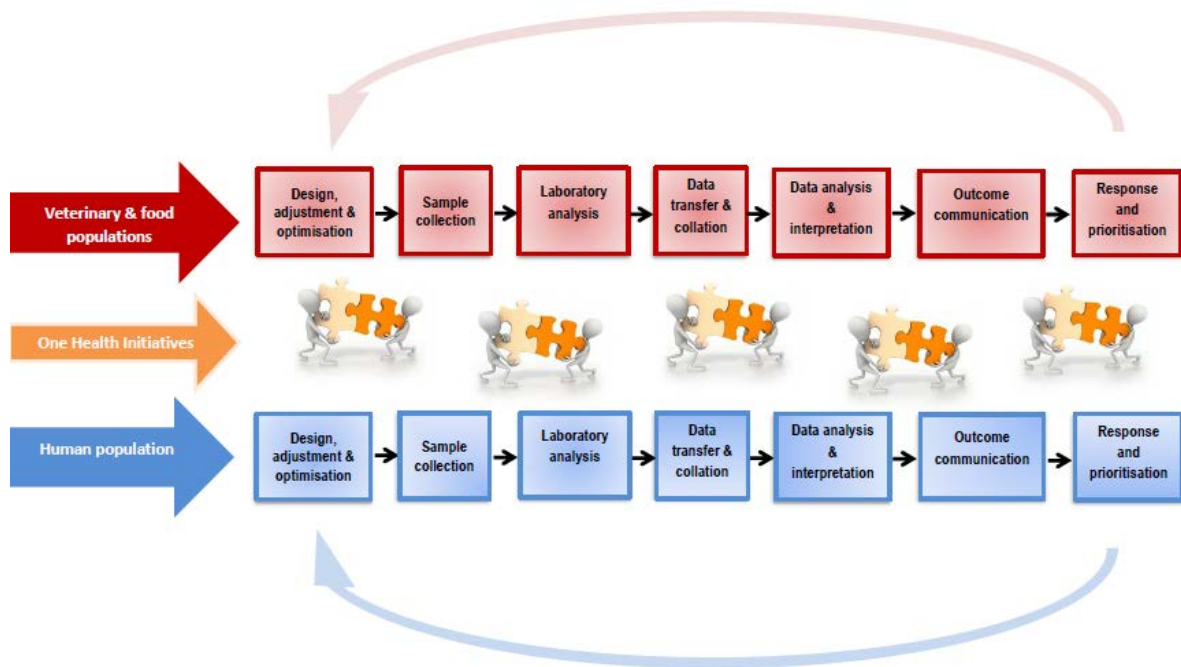 Veterinary & food
populations
Design,
adjustment &
optimisation
Sample
collection
Laboratory
analysis
Data
transfer &
collation
Data analysis
&
interpretation
Outcome
communication
Response
and
prioritisation
One Health Initiatives
Human population
Design,
adjustment &
optimisation
Sample
collection
Laboratory
analysis
Data
transfer &
collation
Data analysis
&
interpretation
Outcome
communication
Response
and
prioritisation